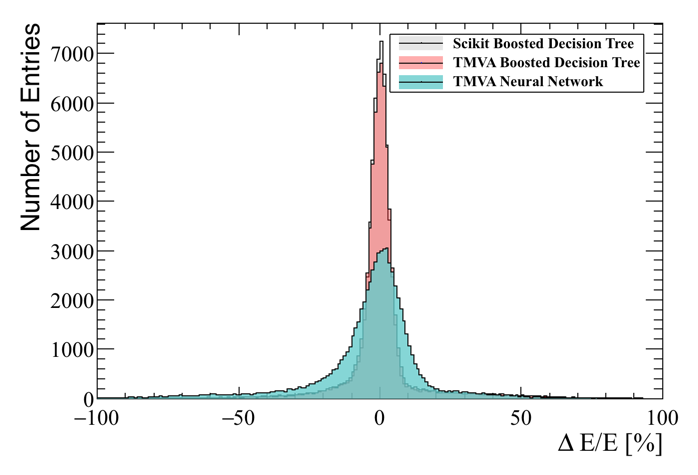 Number of Entries
7000
6000
5000
4000
3000
2000
1000
0
−100
−50
0
50
100
Δ E/E [%]
Scikit Boosted Decision Tree
TMVA Boosted Decision Tree
TMVA Neural Network